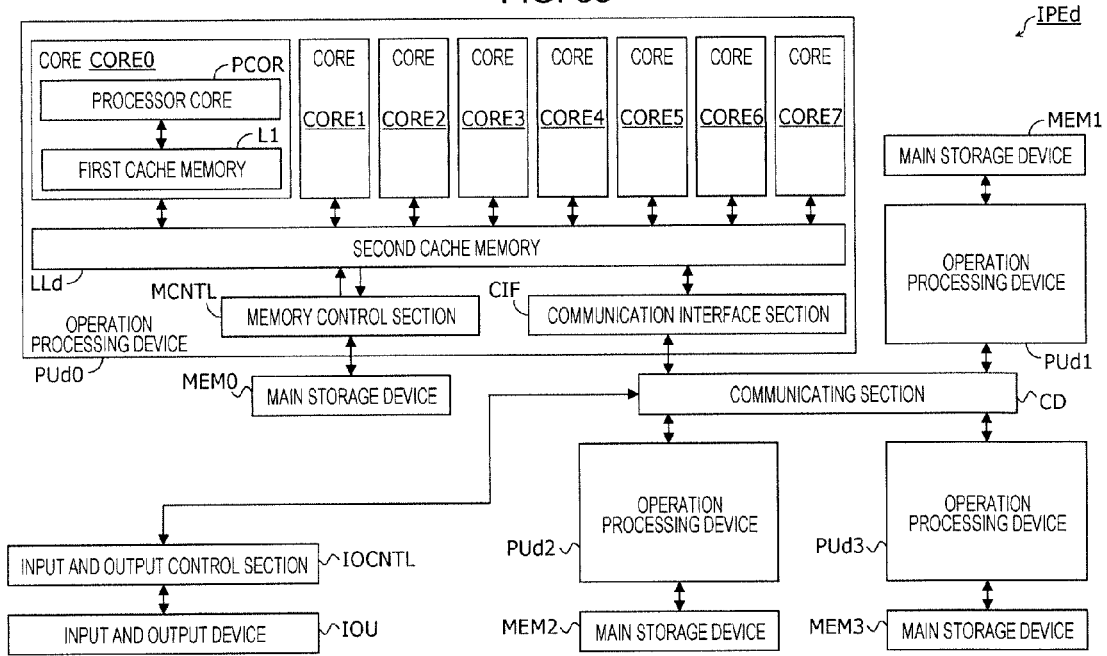 IPEd
CORE CORE0
PCOR
PROCESSOR CORE
L1
FIRST CACHE MEMORY
CORE
CORE1
CORE
CORE2
CORE
CORE3
CORE
CORE4
CORE
CORE5
CORE
CORE6
CORE
CORE7
MEM1
MAIN STORAGE DEVICE
SECOND CACHE MEMORY
LLd
OPERATION
PROCESSING DEVICE
PUd1
MCNTL
MEMORY CONTROL SECTION
CIF
COMMUNICATION INTERFACE SECTION
OPERATION
PROCESSING DEVICE
PUd0
MEM0
MAIN STORAGE DEVICE
COMMUNICATING SECTION
CD
OPERATION
PROCESSING DEVICE
PUd2
OPERATION
PROCESSING DEVICE
PUd3
INPUT AND OUTPUT CONTROL SECTION
IOCNTL
INPUT AND OUTPUT DEVICE
IOU
MEM2
MAIN STORAGE DEVICE
MEM3
MAIN STORAGE DEVICE